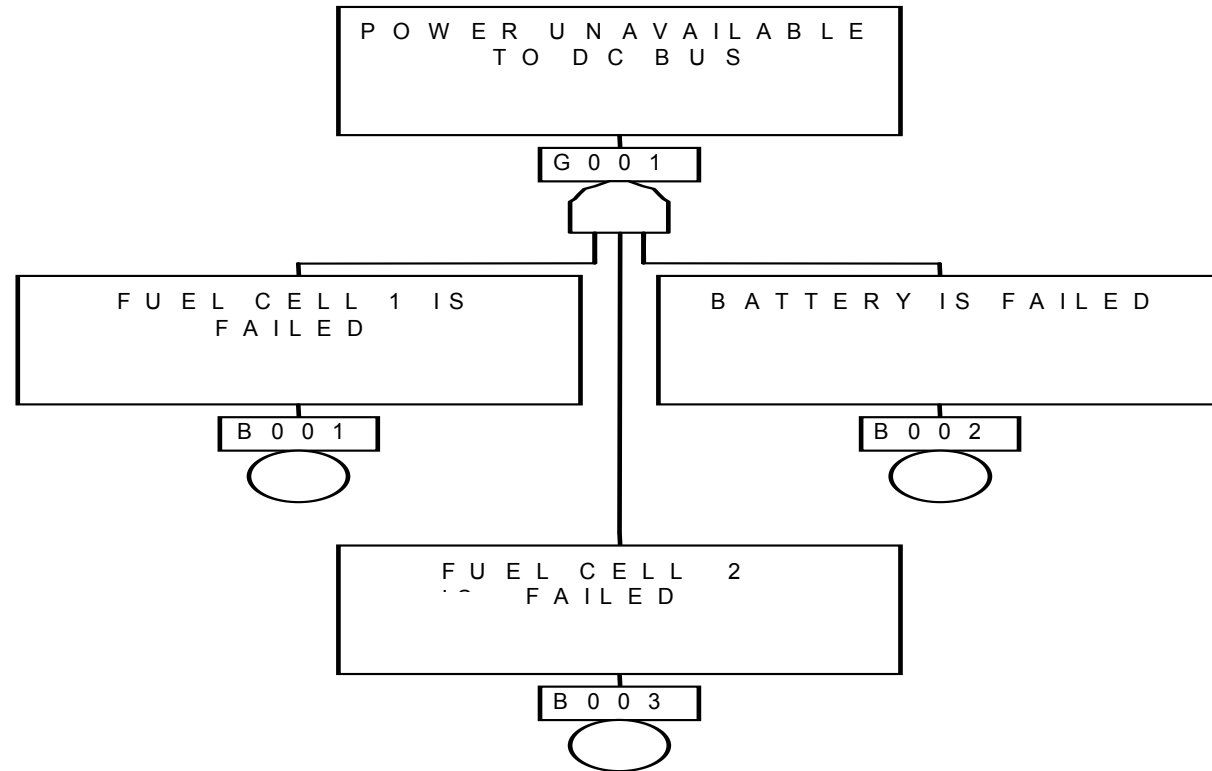 POWER UNAVAILABLE
TO DC BUS
G001
FUEL CELL 1 IS
FAILED
BATTERY IS FAILED
B001
B002
FUEL CELL 2
FAILED
B003